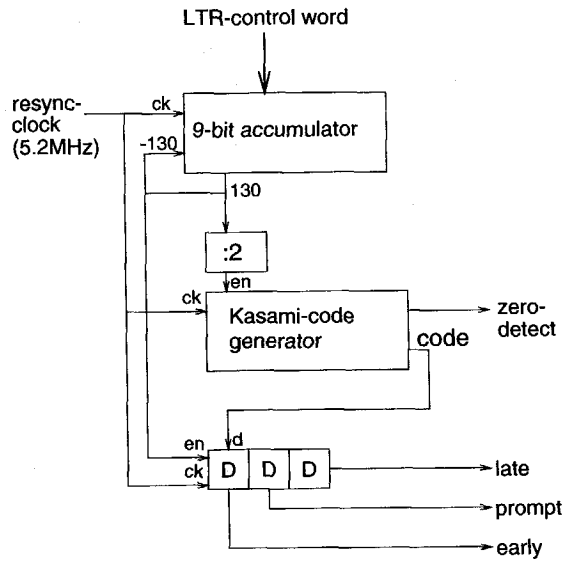 LTR-control word
resync-
clock
(5.2MHz)
ck
9-bit accumulator
-130
130
:2
en
ck
Kasami-code
generator
zero-
detect
code
en
d
ck
D
D
D
late
prompt
early